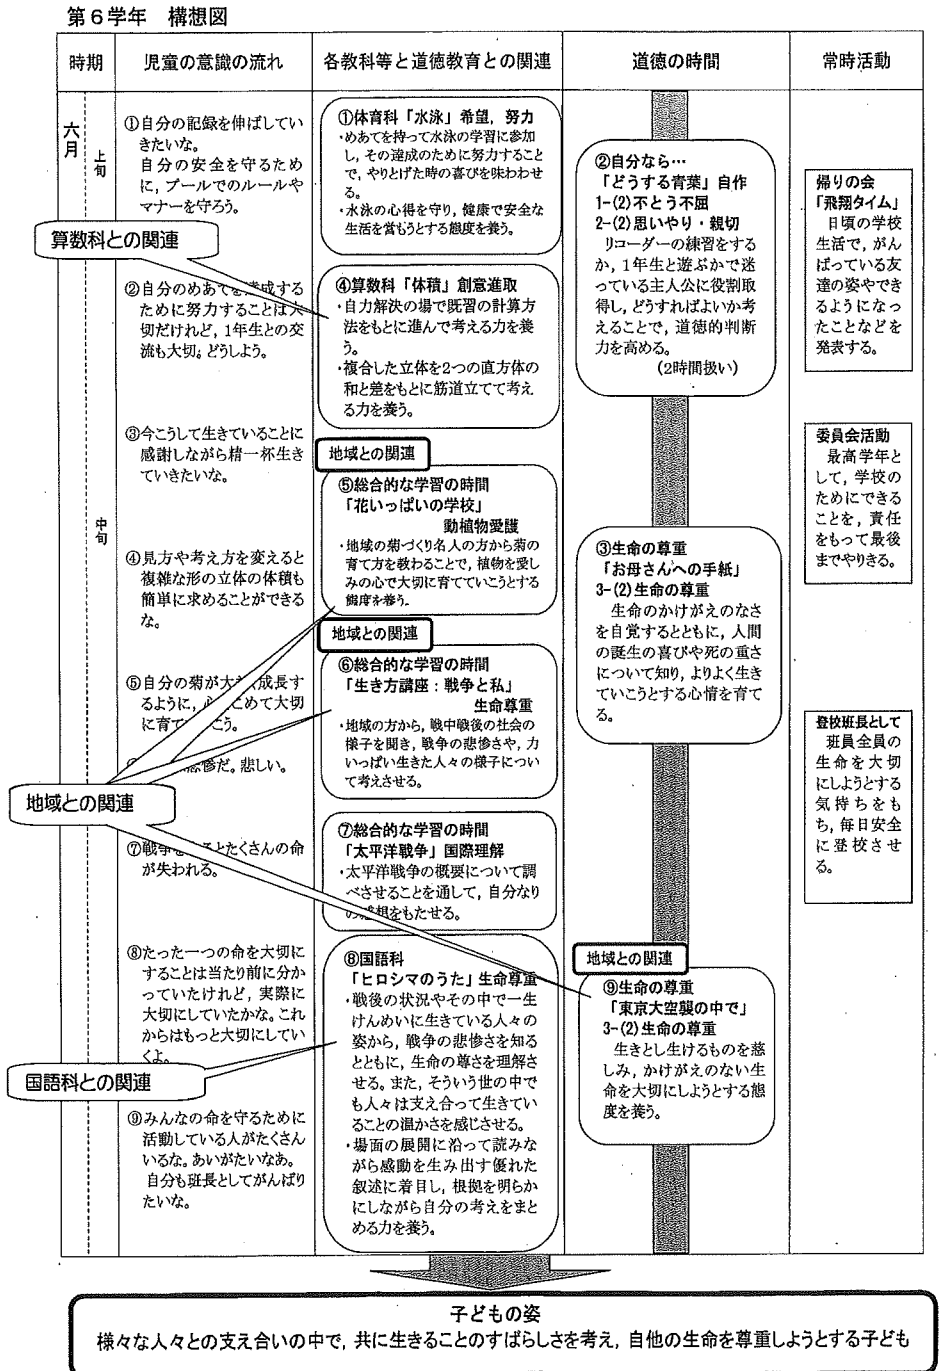 第6学年　構想図
時期
児童の意識の流れ
各教科等と道徳教育との関連
道徳の時間
常時活動
六月
上旬
中旬
①自分の記録を伸ばしてい
きたいな。
自分の安全を守るため
に，プールでのルールや
マナーを守ろう。
算数科との関連
②自分のめあてを達成する
ために努力することは大
切だけれど，1年生との交
流も大切。どうしよう。
③今こうして生きていることに
感謝しながら精一杯生き
ていきたいな。
④見方や考え方を変えると
複雑な形の立体の体積も
簡単に求めることができる
な。
⑤自分の菊が大 成長す
るように，心 こめて大切
に育て こう。
悲惨だ。悲しい。
地域との関連
⑦戦争を るとたくさんの命
が失われる。
⑧たった一つの命を大切に
することは当たり前に分か
っていたけれど，実際に
大切にしていたかな。これ
からはもっと大切にしてい
くよ。
国語科との関連
⑨みんなの命を守るために
活動している人がたくさん
いるな。あいがたいなあ。
自分も班長としてがんばり
たいな。
①体育科「水泳」希望，努力
・めあてを持って水泳の学習に参加
し，その達成のために努力すること
で，やりとげた時の喜びを味わわせ
る。
・水泳の心得を守り，健康で安全な
生活を営もうとする態度を養う。
④算数科「体積」創意進取
・自力解決の場で既習の計算方
法をもとに進んで考える力を養
う。
・複合した立体を2つの直方体の
和と差をもとに筋道立てて考え
る力を養う。
地域との関連
⑤総合的な学習の時間
「花いっぱいの学校」
動植物愛護
・地域の菊づくり名人の方から菊の
育て方を教わることで，植物を愛し
みの心で大切に育てていこうとする
態度を養う。
地域との関連
⑥総合的な学習の時間
「生き方講座：戦争と私」
生命尊重
・地域の方から，戦中戦後の社会の
様子を聞き，戦争の悲惨さや，力
いっぱい生きた人々の様子につい
て考えさせる。
⑦総合的な学習の時間
「太平洋戦争」国際理解
・太平洋戦争の概要について調
べさせることを通して，自分なり
の感想をもたせる。
⑧国語科
「ヒロシマのうた」生命尊重
・戦後の状況やその中で一生
けんめいに生きている人々の
姿から，戦争の悲惨さを知る
とともに，生命の尊さを理解さ
せる。また，そういう世の中で
も人々は支え合って生きてい
ることの温かさを感じさせる。
・場面の展開に沿って読みな
がら感動を生み出す優れた
叙述に着目し，根拠を明らか
にしながら自分の考えをまと
める力を養う。
②自分なら…
「どうする青葉」自作
1-(2)不とう不屈
2-(2)思いやり・親切
リコーダーの練習をする
か，1年生と遊ぶかで迷
っている主人公に役割取
得し，どうすればよいか考
えることで，道徳的判断
力を高める。
(2時間扱い)
③生命の尊重
「お母さんへの手紙」
3-(2)生命の尊重
生命のかけがえのなさ
を自覚するとともに，人間
の誕生の喜びや死の重さ
について知り，よりよく生き
ていこうとする心情を育て
る。
地域との関連
⑨生命の尊重
「東京大空襲の中で」
3-(2)生命の尊重
生きとし生けるものを慈
しみ，かけがえのない生
命を大切にしようとする態
度を養う。
帰りの会
「飛翔タイム」
日頃の学校
生活で，がん
ばっている友
達の姿やでき
るようになっ
たことなどを
発表する。
委員会活動
最高学年と
して，学校の
ためにできる
ことを，責任
をもって最後
までやりきる。
登校班長として
班員全員の
生命を大切
にしようとする
気持ちをも
ち，毎日安全
に登校させ
る。
子どもの姿
様々な人々との支え合いの中で，共に生きることのすばらしさを考え，自他の生命を尊重しようとする子ども